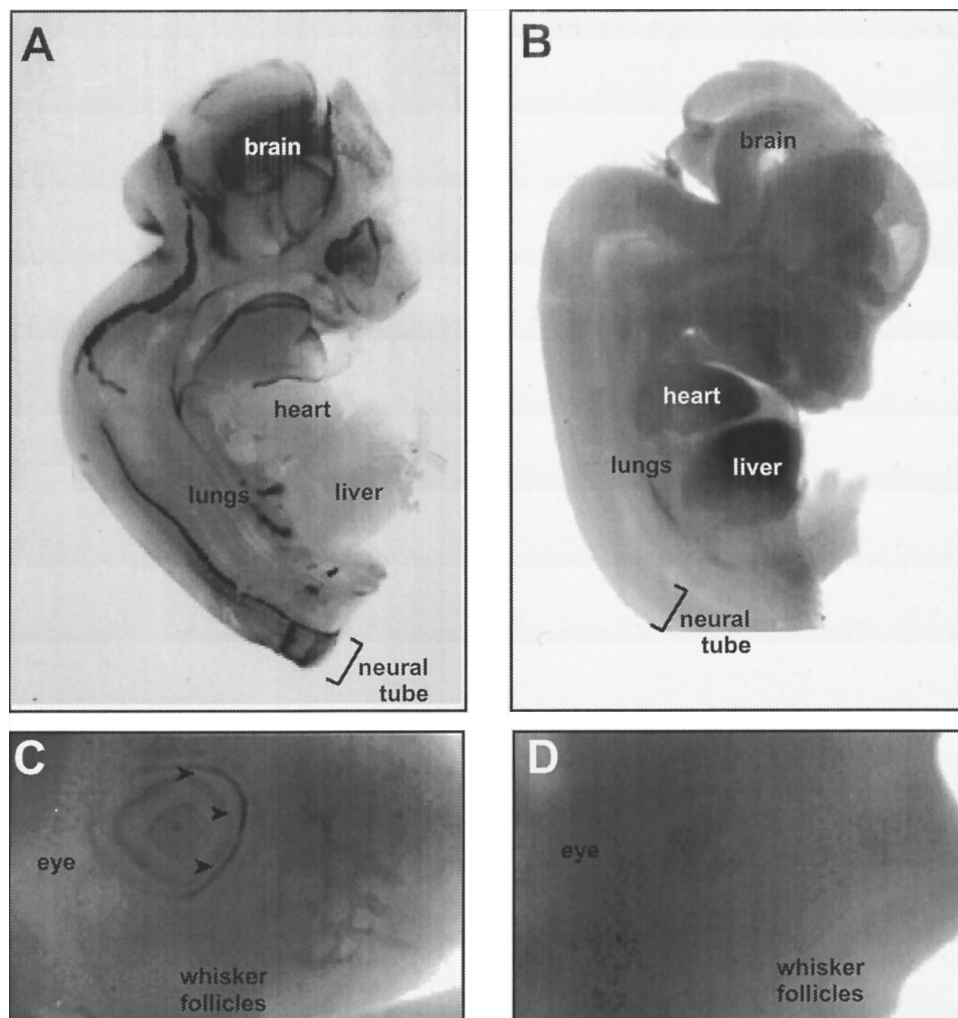 A
brain
heart
lungs
liver
neural
tube
B
brain
heart
lungs
liver
neural
tube
C
eye
whisker
follicles
D
eye
whisker
follicles